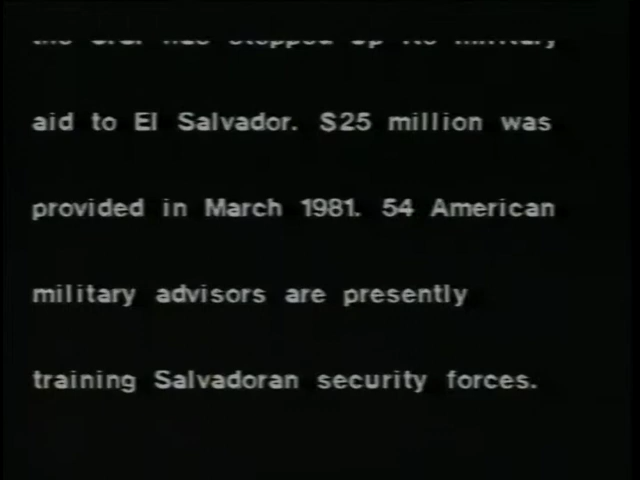 aid to El Salvador. $25 million was
provided in March 1981. 54 American
military advisors are presently
training Salvadoran security forces.